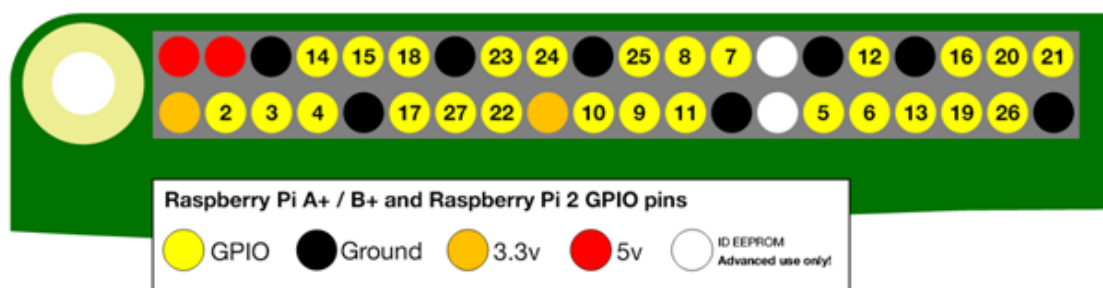 14 15 18 23 24 25 8 7 12 16 20 21
2 3 4 17 27 22 10 9 11 5 6 13 19 26
Raspberry Pi A+ / B+ and Raspberry Pi 2 GPIO pins
GPIO Ground 3.3v 5v ID EEPROM
Advanced use only!